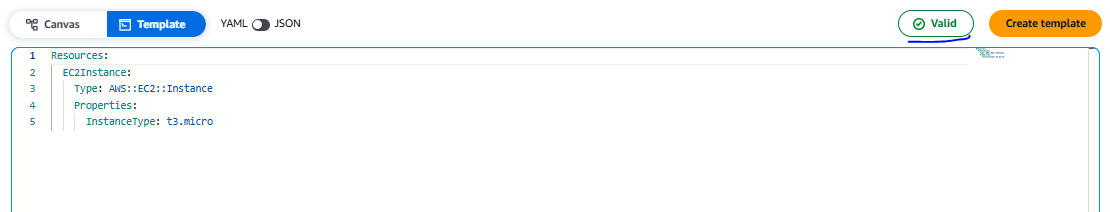 Canvas Template YAML JSON Valid Create template
1 Resources:
2 EC2Instance:
3 Type: AWS::EC2::Instance
4 Properties:
5 InstanceType: t3.micro